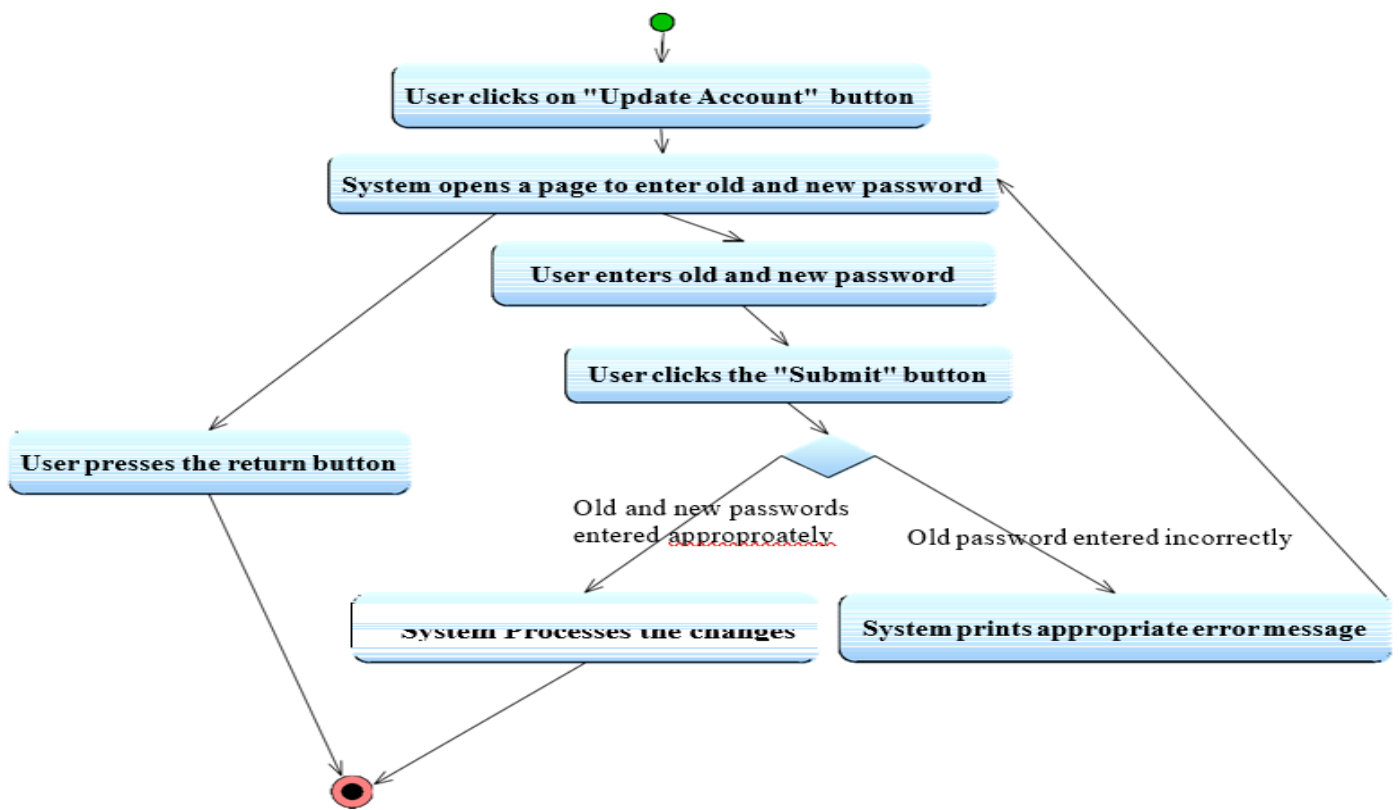 User clicks on "Update Account" button
System opens a page to enter old and new password
User enters old and new password
User clicks the "Submit" button
User presses the return button
Old and new passwords
entered approproately
Old password entered incorrectly
System Processes the changes
System prints appropriate error message